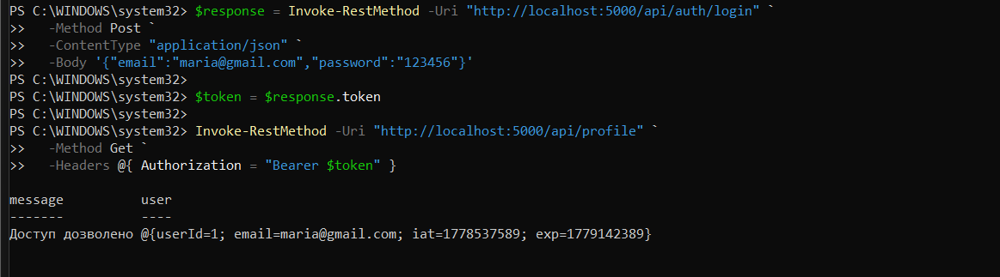 PS C:\WINDOWS\system32> $response = Invoke-RestMethod -Uri "http://localhost:5000/api/auth/login" `
>>   -Method Post `
>>   -ContentType "application/json" `
>>   -Body '{"email":"maria@gmail.com","password":"123456"}'
PS C:\WINDOWS\system32>
PS C:\WINDOWS\system32> $token = $response.token
PS C:\WINDOWS\system32>
PS C:\WINDOWS\system32> Invoke-RestMethod -Uri "http://localhost:5000/api/profile" `
>>   -Method Get `
>>   -Headers @{ Authorization = "Bearer $token" }
message          user
-------          ----
Доступ дозволено @{userId=1; email=maria@gmail.com; iat=1778537589; exp=1779142389}